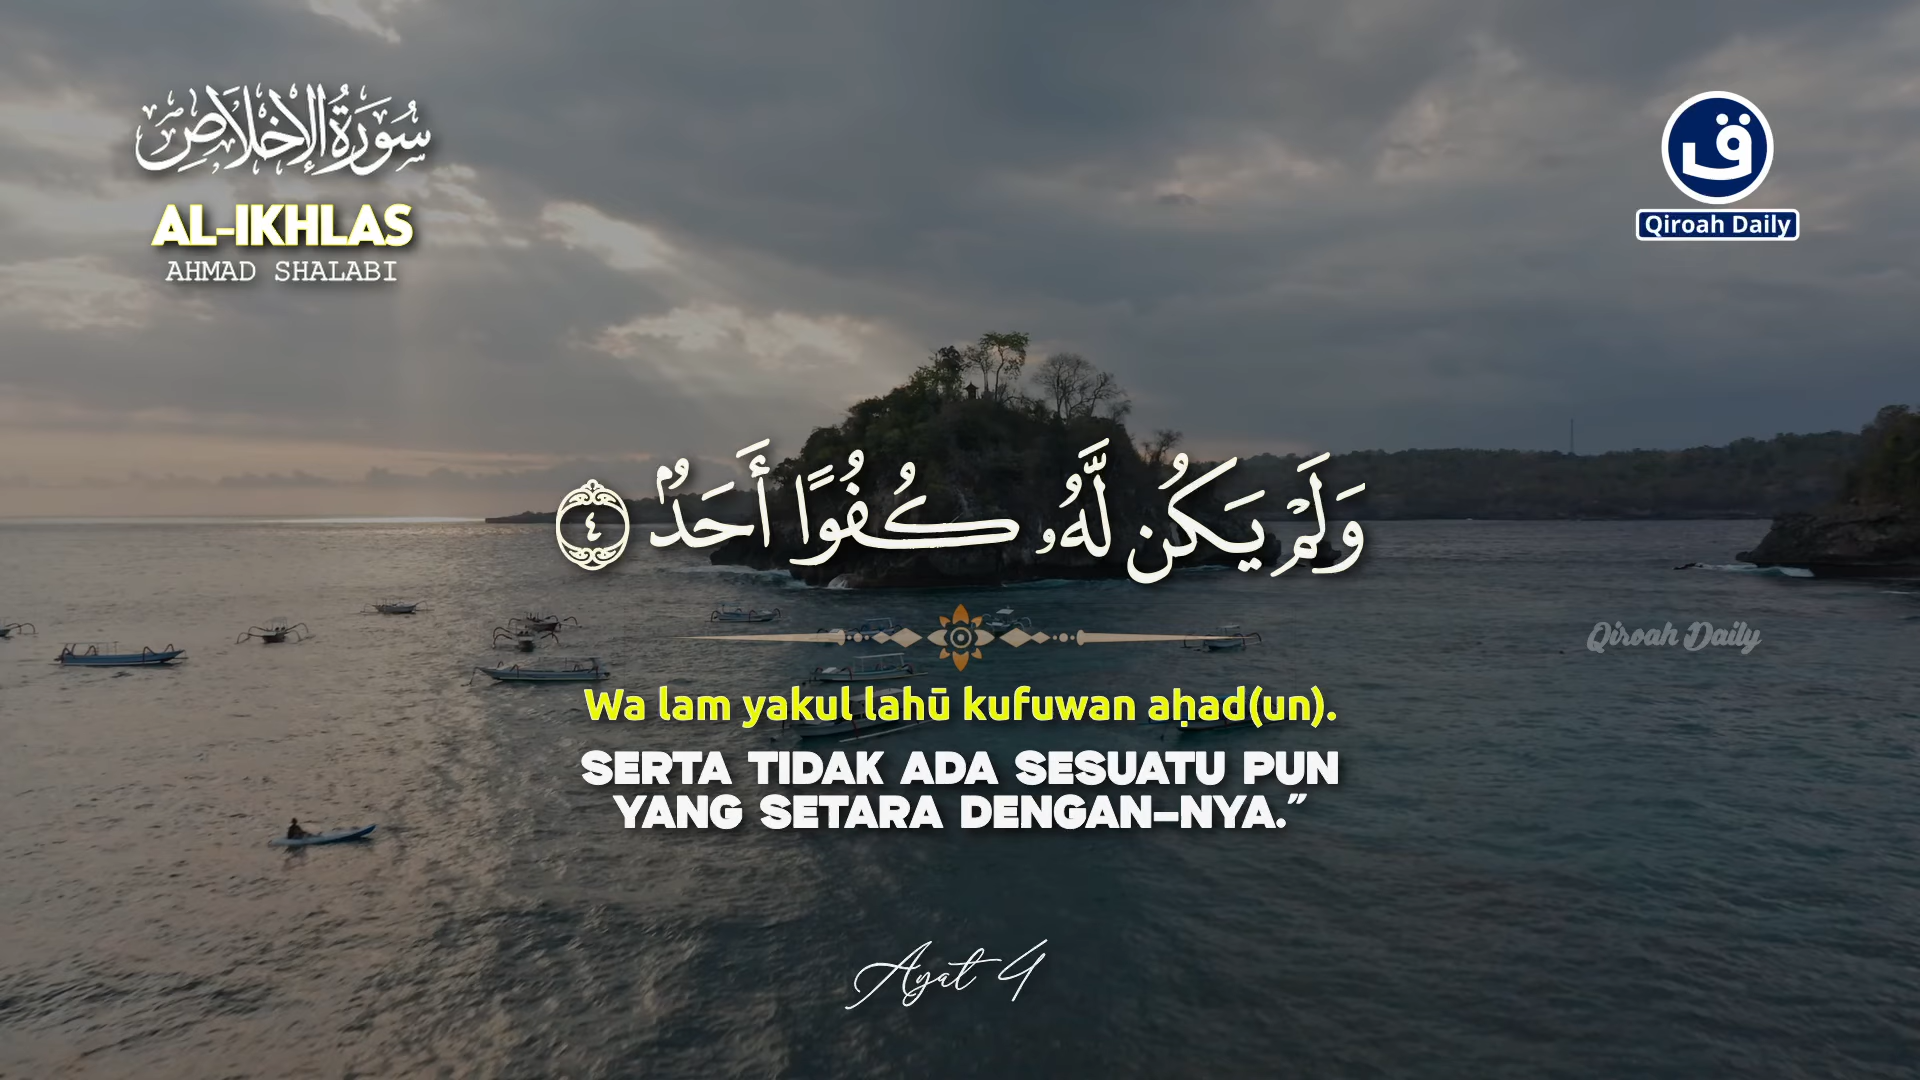 سُورَةُ الإِخْلَاصِ
AL-IKHLAS
AHMAD SHALABI
ق
Qiroah Daily
وَلَمْ يَكُن لَّهُۥ كُفُوًا أَحَدٌۢ ٤
Qiroah Daily
Wa lam yakul lahū kufuwan aḥad(un).
SERTA TIDAK ADA SESUATU PUN
YANG SETARA DENGAN-NYA.”
Ayat 4